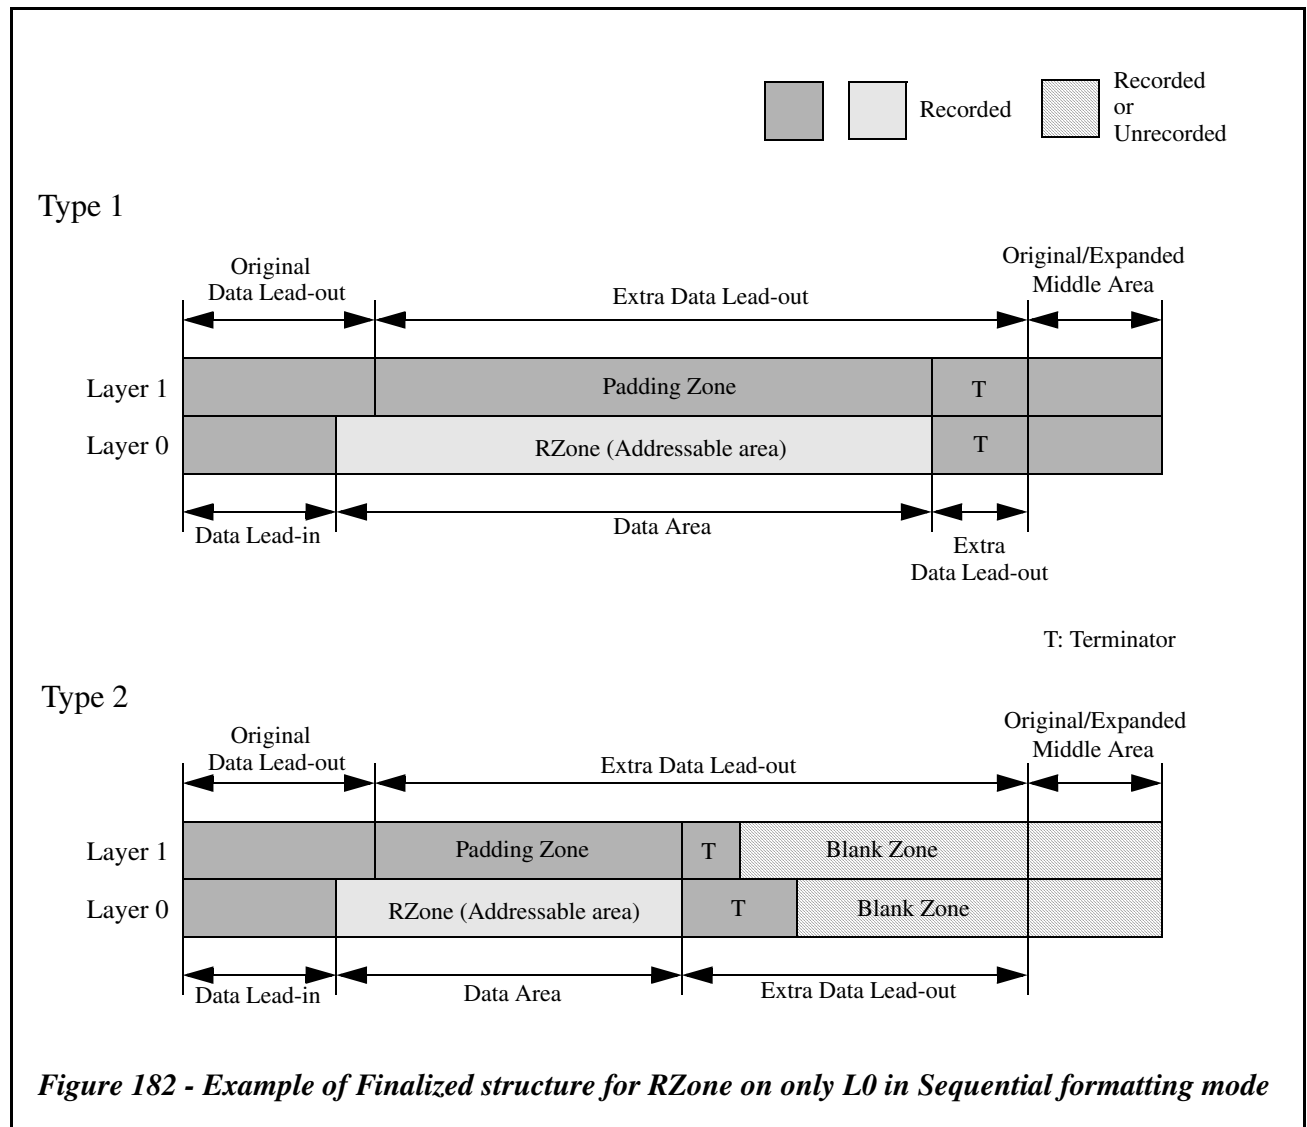 Recorded
Recorded
or
Unrecorded
Type 1
Original
Data Lead-out
Extra Data Lead-out
Original/Expanded
Middle Area
Layer 1
Padding Zone
T
Layer 0
RZone (Addressable area)
T
Data Lead-in
Data Area
Extra
Data Lead-out
T: Terminator
Type 2
Original
Data Lead-out
Extra Data Lead-out
Original/Expanded
Middle Area
Layer 1
Padding Zone
T
Blank Zone
Layer 0
RZone (Addressable area)
T
Blank Zone
Data Lead-in
Data Area
Extra Data Lead-out
Figure 182 - Example of Finalized structure for RZone on only L0 in Sequential formatting mode